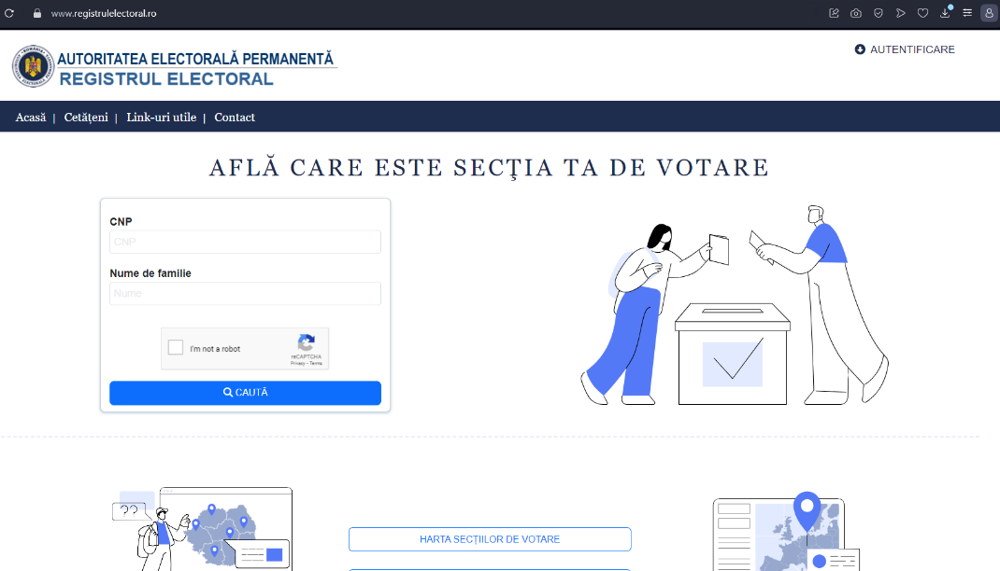 www.registrulelectoral.ro
AUTORITATEA ELECTORALĂ PERMANENTĂ
REGISTRUL ELECTORAL
AUTENTIFICARE
Acasă | Cetățeni | Link-uri utile | Contact
AFLĂ CARE ESTE SECŢIA TA DE VOTARE
CNP
CNP
Nume de familie
Nume
I'm not a robot
reCAPTCHA
Privacy - Terms
CAUTĂ
??
HARTA SECȚIILOR DE VOTARE